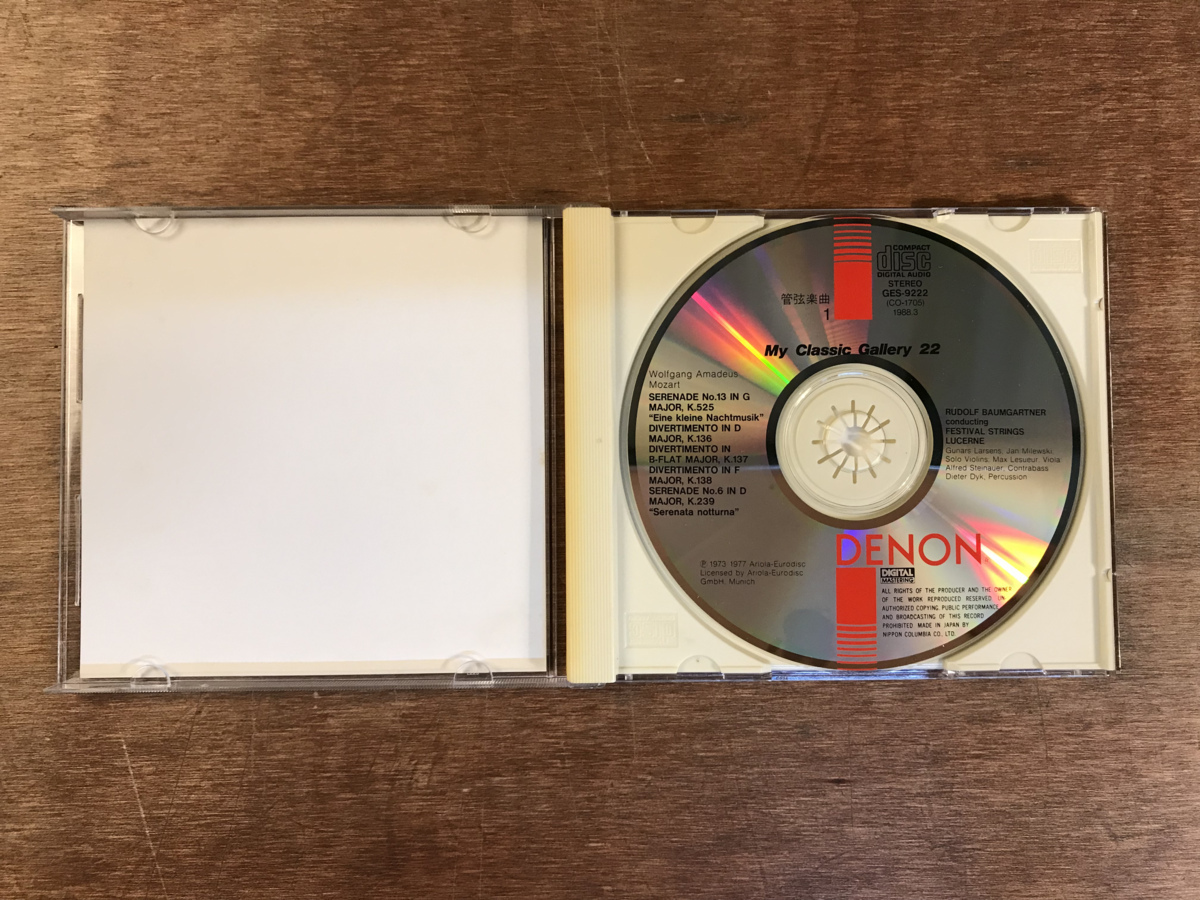 管弦楽曲
1
COMPACT
disc
DIGITAL AUDIO
STEREO
GES-9222
(CO-1705)
1988.3
My Classic Gallery 22
Wolfgang Amadeus
Mozart
SERENADE No.13 IN G
MAJOR, K.525
"Eine kleine Nachtmusik"
DIVERTIMENTO IN D
MAJOR, K.136
DIVERTIMENTO IN
B-FLAT MAJOR, K.137
DIVERTIMENTO IN F
MAJOR, K.138
SERENADE No.6 IN D
MAJOR, K.239
"Serenata notturna"
RUDOLF BAUMGARTNER
conducting
FESTIVAL STRINGS
LUCERNE
Gunars Larsens, Jan Milewski,
Solo Violins, Max Lesueur, Viola
Alfred Steinauer, Contrabass
Dieter Dyk, Percussion
DENON
℗ 1973 1977 Ariola-Eurodisc
Licensed by Ariola-Eurodisc
GmbH. Munich
DIGITAL
MASTERING
ALL RIGHTS OF THE PRODUCER AND THE OWNER
OF THE WORK REPRODUCED RESERVED UN
AUTHORIZED COPYING, PUBLIC PERFORMANCE
AND BROADCASTING OF THIS RECORD
PROHIBITED MADE IN JAPAN BY
NIPPON COLUMBIA CO., LTD.